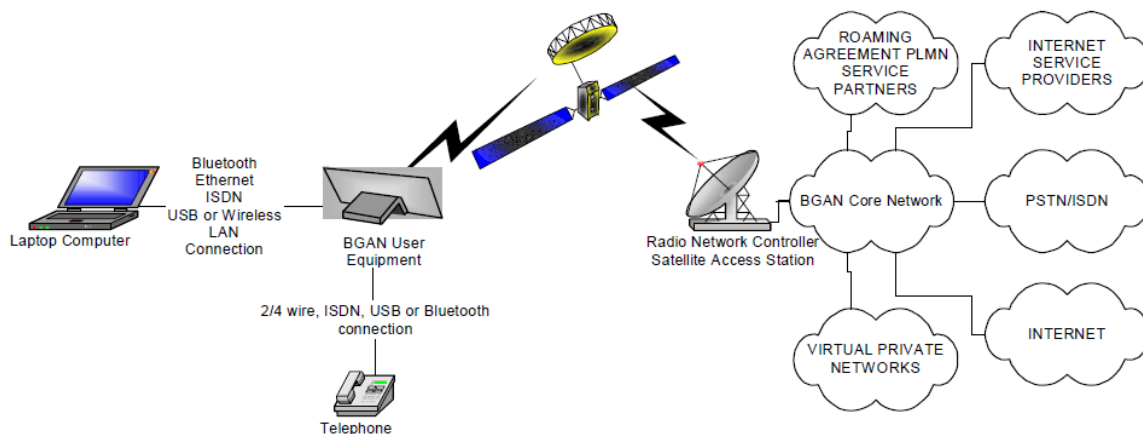 ROAMING
AGREEMENT PLMN
SERVICE
PARTNERS
INTERNET
SERVICE
PROVIDERS
Bluetooth
Ethernet
ISDN
USB or Wireless
LAN
Connection
Laptop Computer
BGAN User
Equipment
Radio Network Controller
Satellite Access Station
BGAN Core Network
PSTN/ISDN
2/4 wire, ISDN, USB or Bluetooth
connection
Telephone
VIRTUAL PRIVATE
NETWORKS
INTERNET